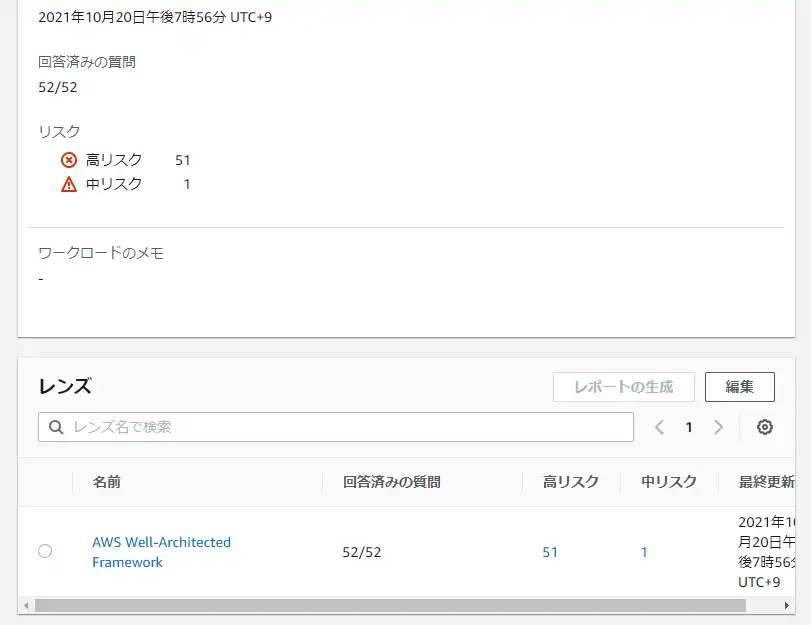 2021年10月20日午後7時56分 UTC+9
回答済みの質問
52/52
リスク
高リスク 51
中リスク 1
ワークロードのメモ
-
レンズ
レポートの生成
編集
レンズ名で検索
1
名前 回答済みの質問 高リスク 中リスク 最終更新
AWS Well-Architected
Framework
52/52 51 1
2021年10
月20日午
後7時56分
UTC+9